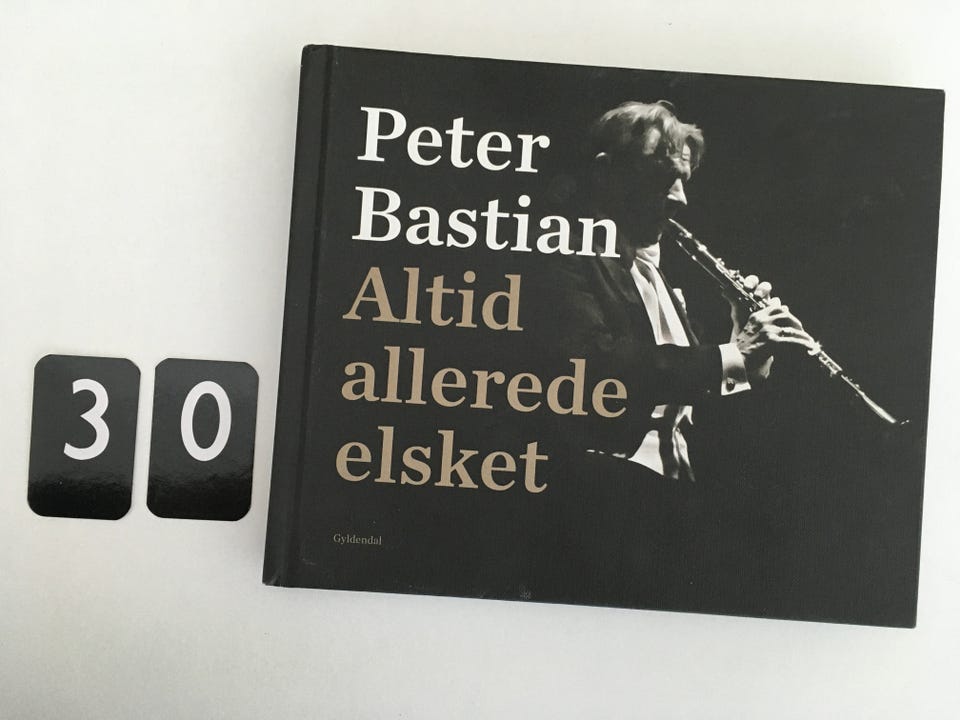 Peter
Bastian
Altid
allerede
elsket
Gyldendal
30